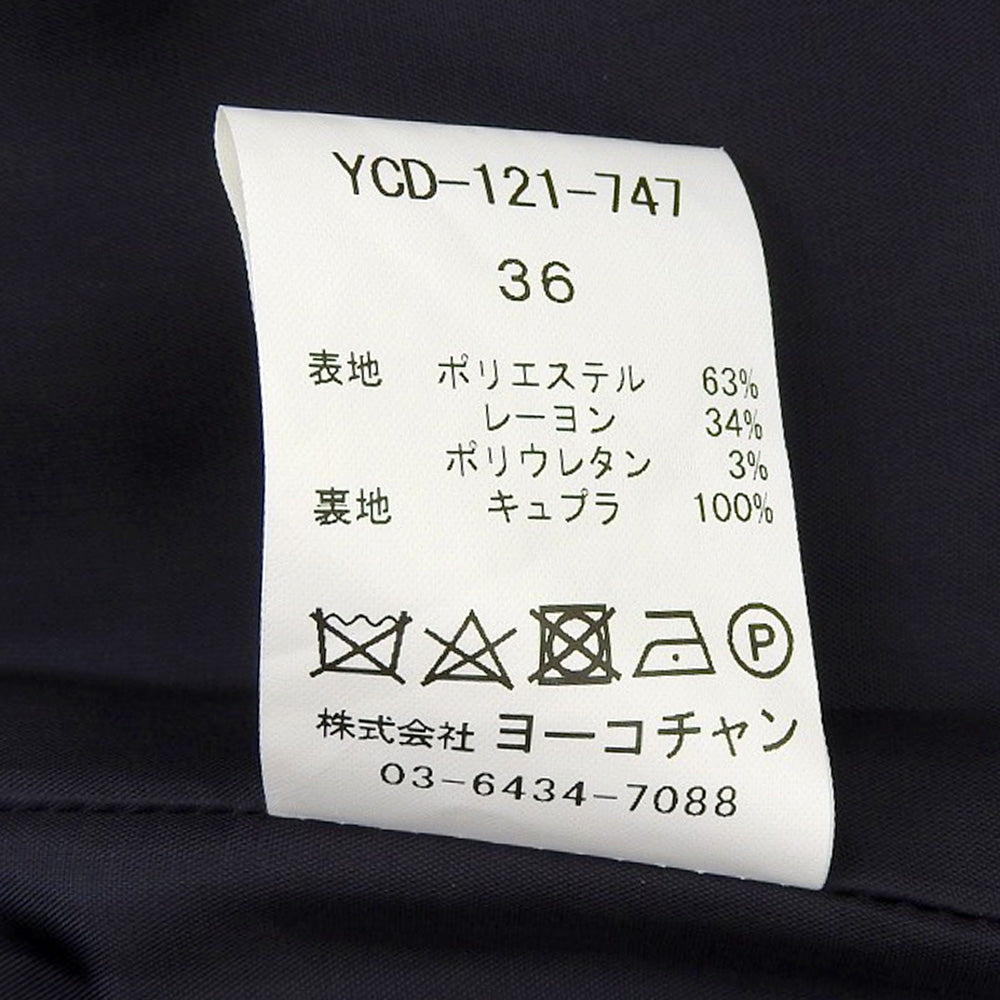 YCD-121-747
36
表地 ポリエステル 63%
レーヨン 34%
ポリウレタン 3%
裏地 キュプラ 100%
P
株式会社 ヨーコチャン
03-6434-7088